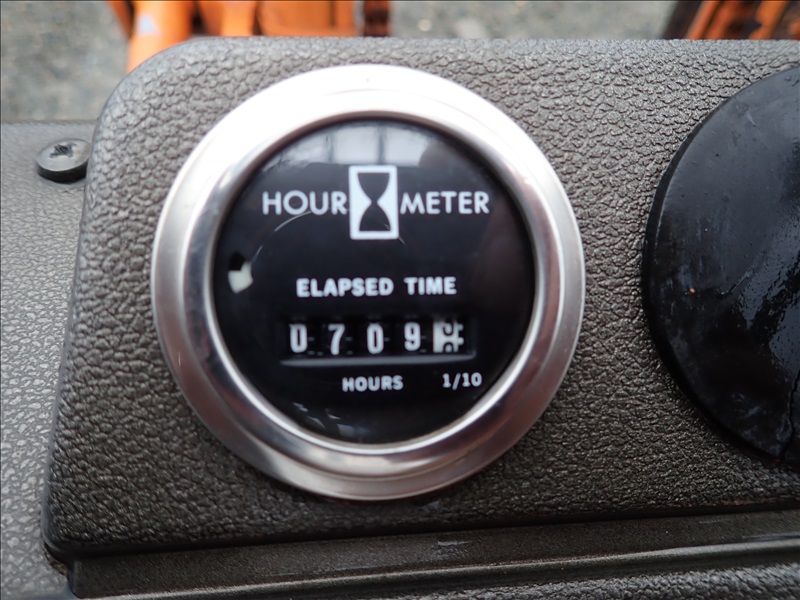 HOUR METER
ELAPSED TIME
0709
HOURS 1/10